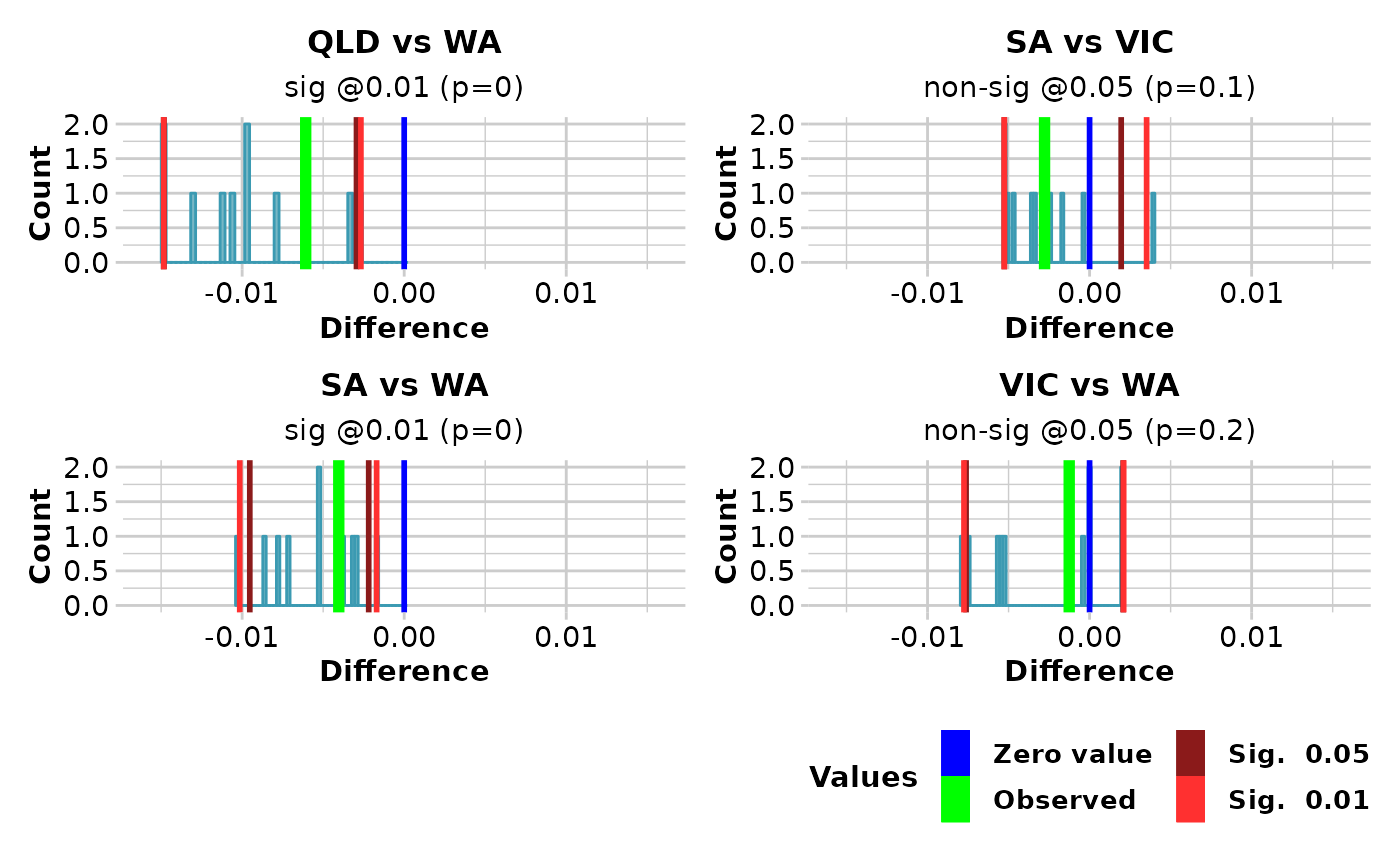 QLD vs WA
sig @0.01 (p=0)
Count
2.0
1.5
1.0
0.5
0.0
-0.01 0.00 0.01
Difference
SA vs VIC
non-sig @0.05 (p=0.1)
Count
2.0
1.5
1.0
0.5
0.0
-0.01 0.00 0.01
Difference
SA vs WA
sig @0.01 (p=0)
Count
2.0
1.5
1.0
0.5
0.0
-0.01 0.00 0.01
Difference
VIC vs WA
non-sig @0.05 (p=0.2)
Count
2.0
1.5
1.0
0.5
0.0
-0.01 0.00 0.01
Difference
Values
Zero value
Observed
Sig. 0.05
Sig. 0.01